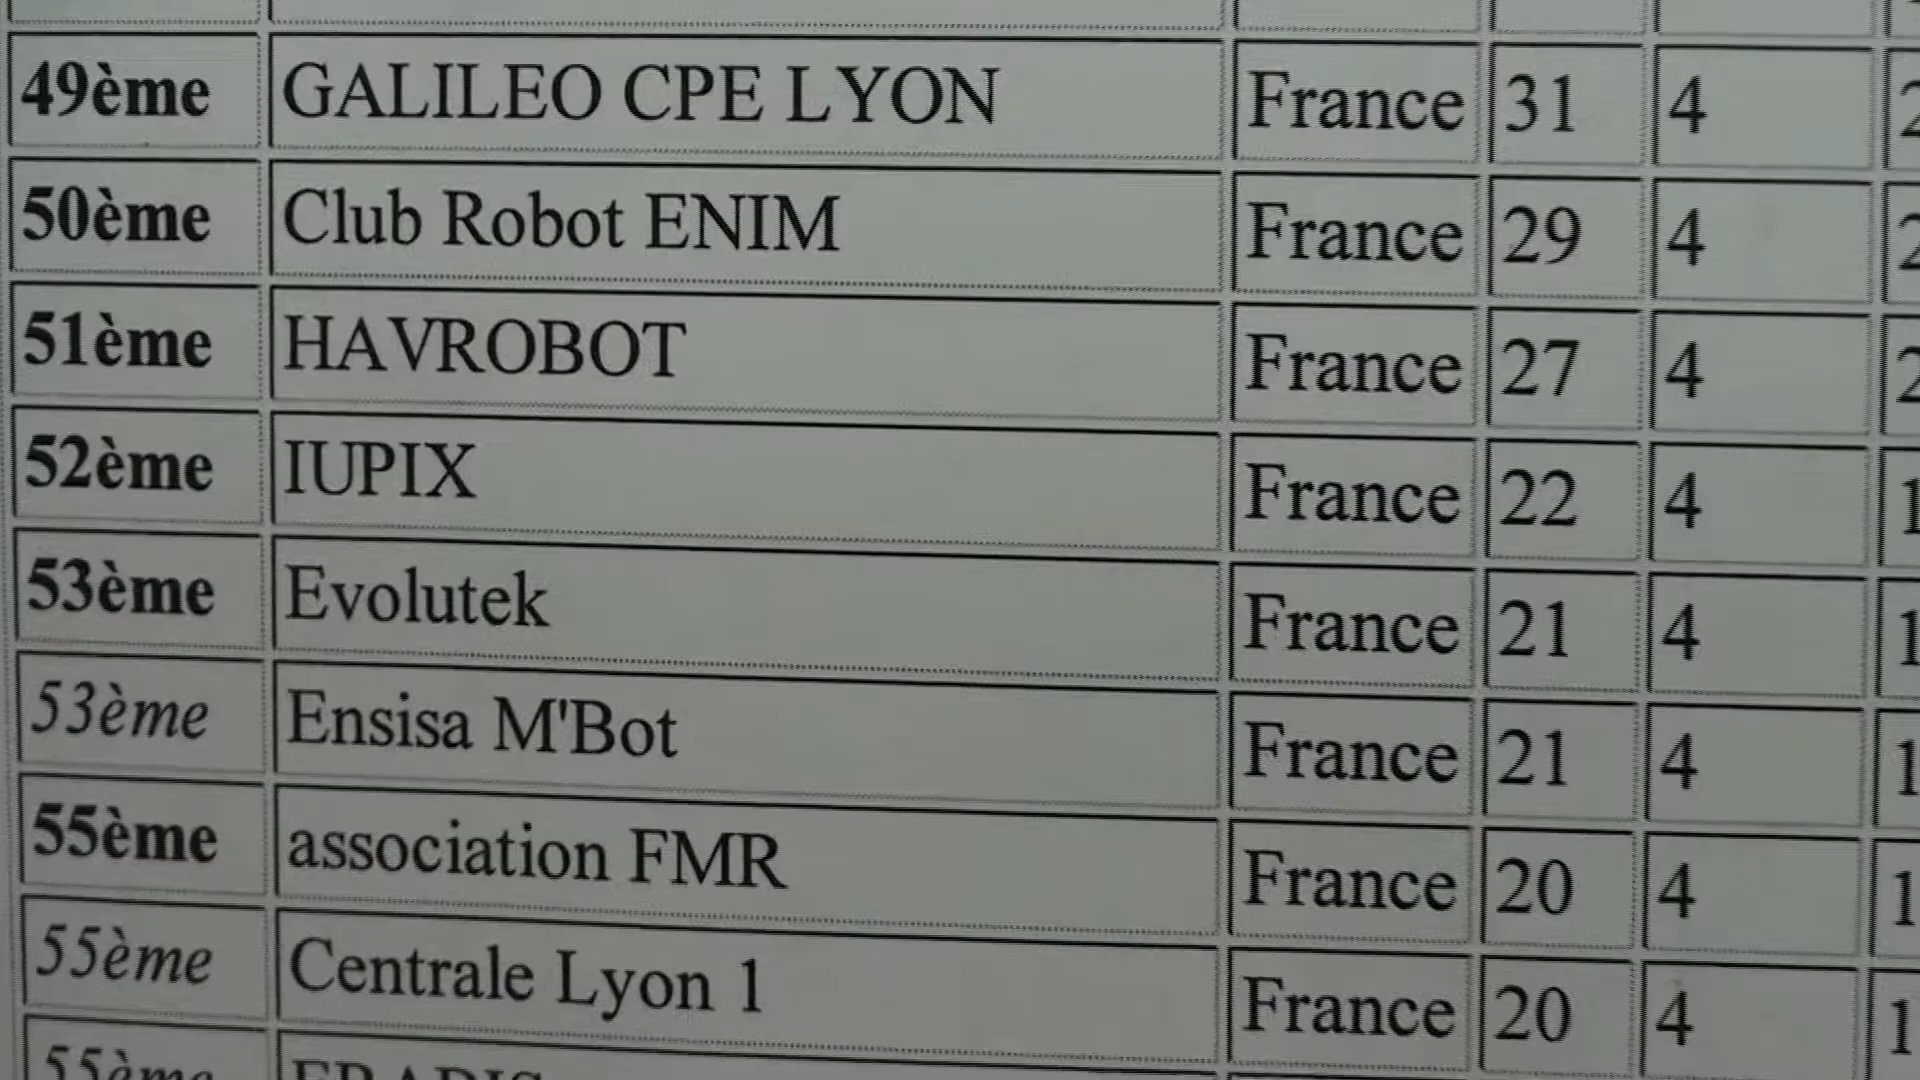 49ème GALILEO CPE LYON France 31 4
50ème Club Robot ENIM France 29 4
51ème HAVROBOT France 27 4
52ème IUPIX France 22 4
53ème Evolutek France 21 4
53ème Ensisa M'Bot France 21 4
55ème association FMR France 20 4
55ème Centrale Lyon 1 France 20 4
55ème